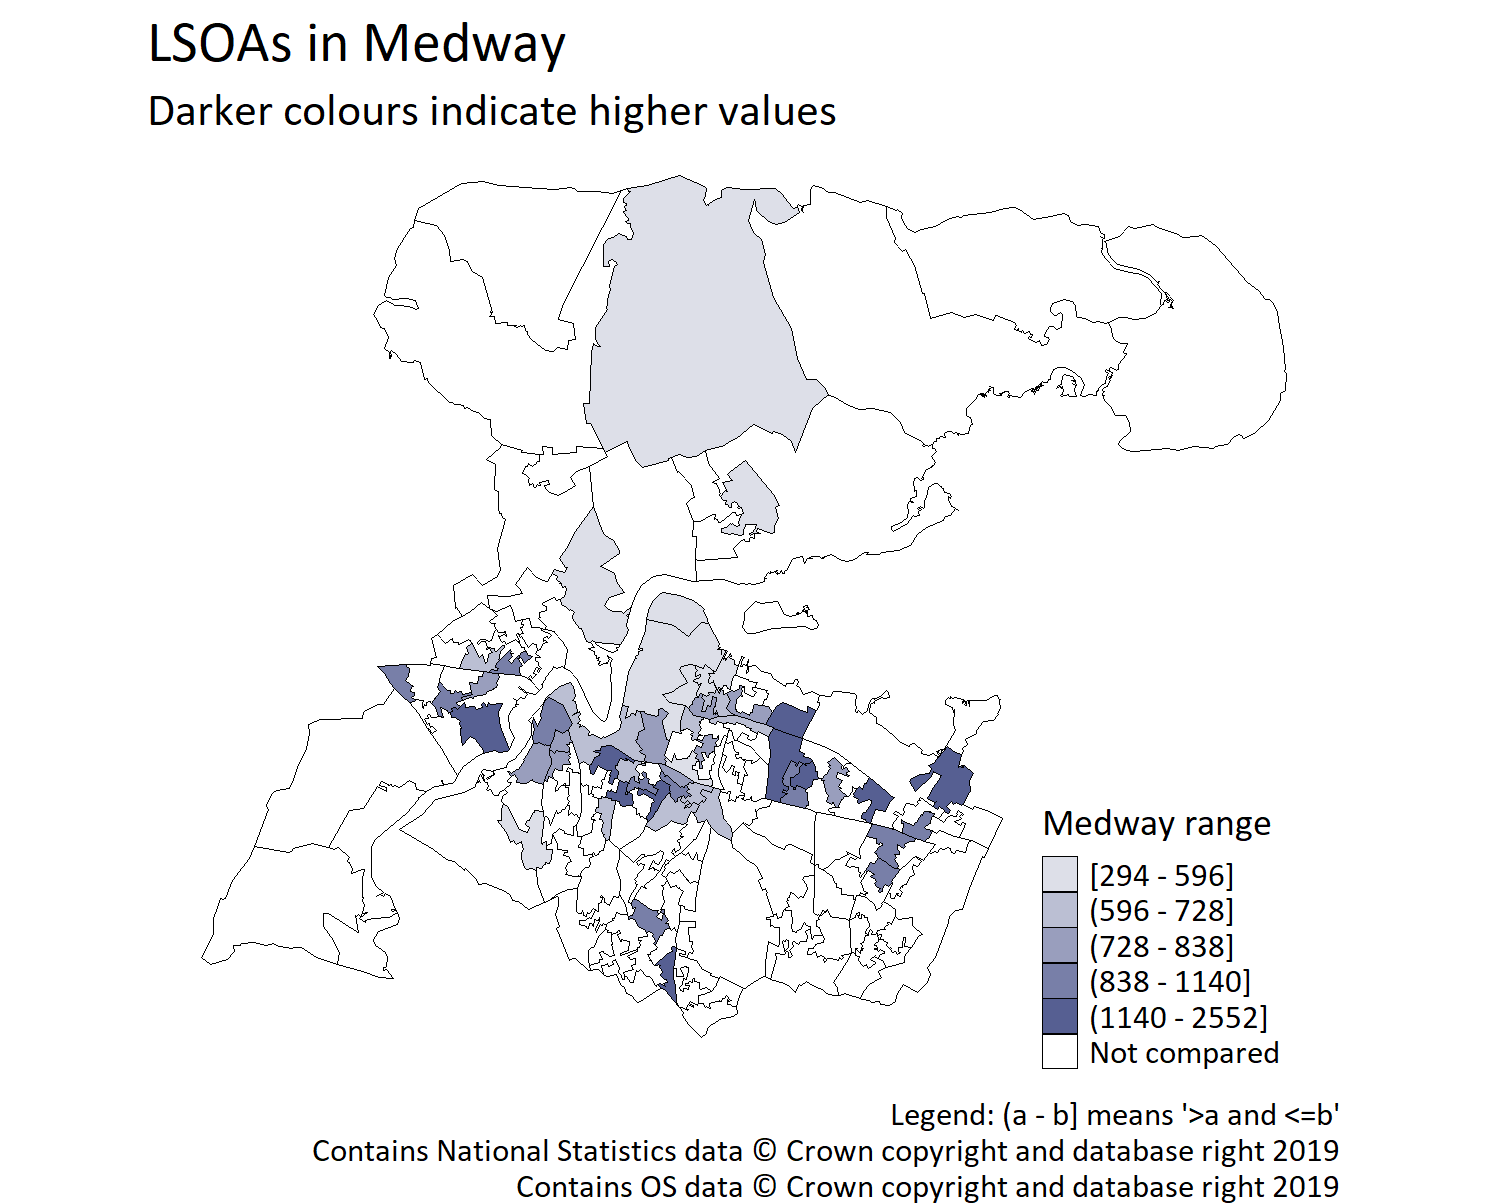 LSOAs in Medway
Darker colours indicate higher values
Medway range
[294 - 596]
(596 - 728]
(728 - 838]
(838 - 1140]
(1140 - 2552]
Not compared
Legend: (a - b] means '>a and <=b'
Contains National Statistics data © Crown copyright and database right 2019
Contains OS data © Crown copyright and database right 2019